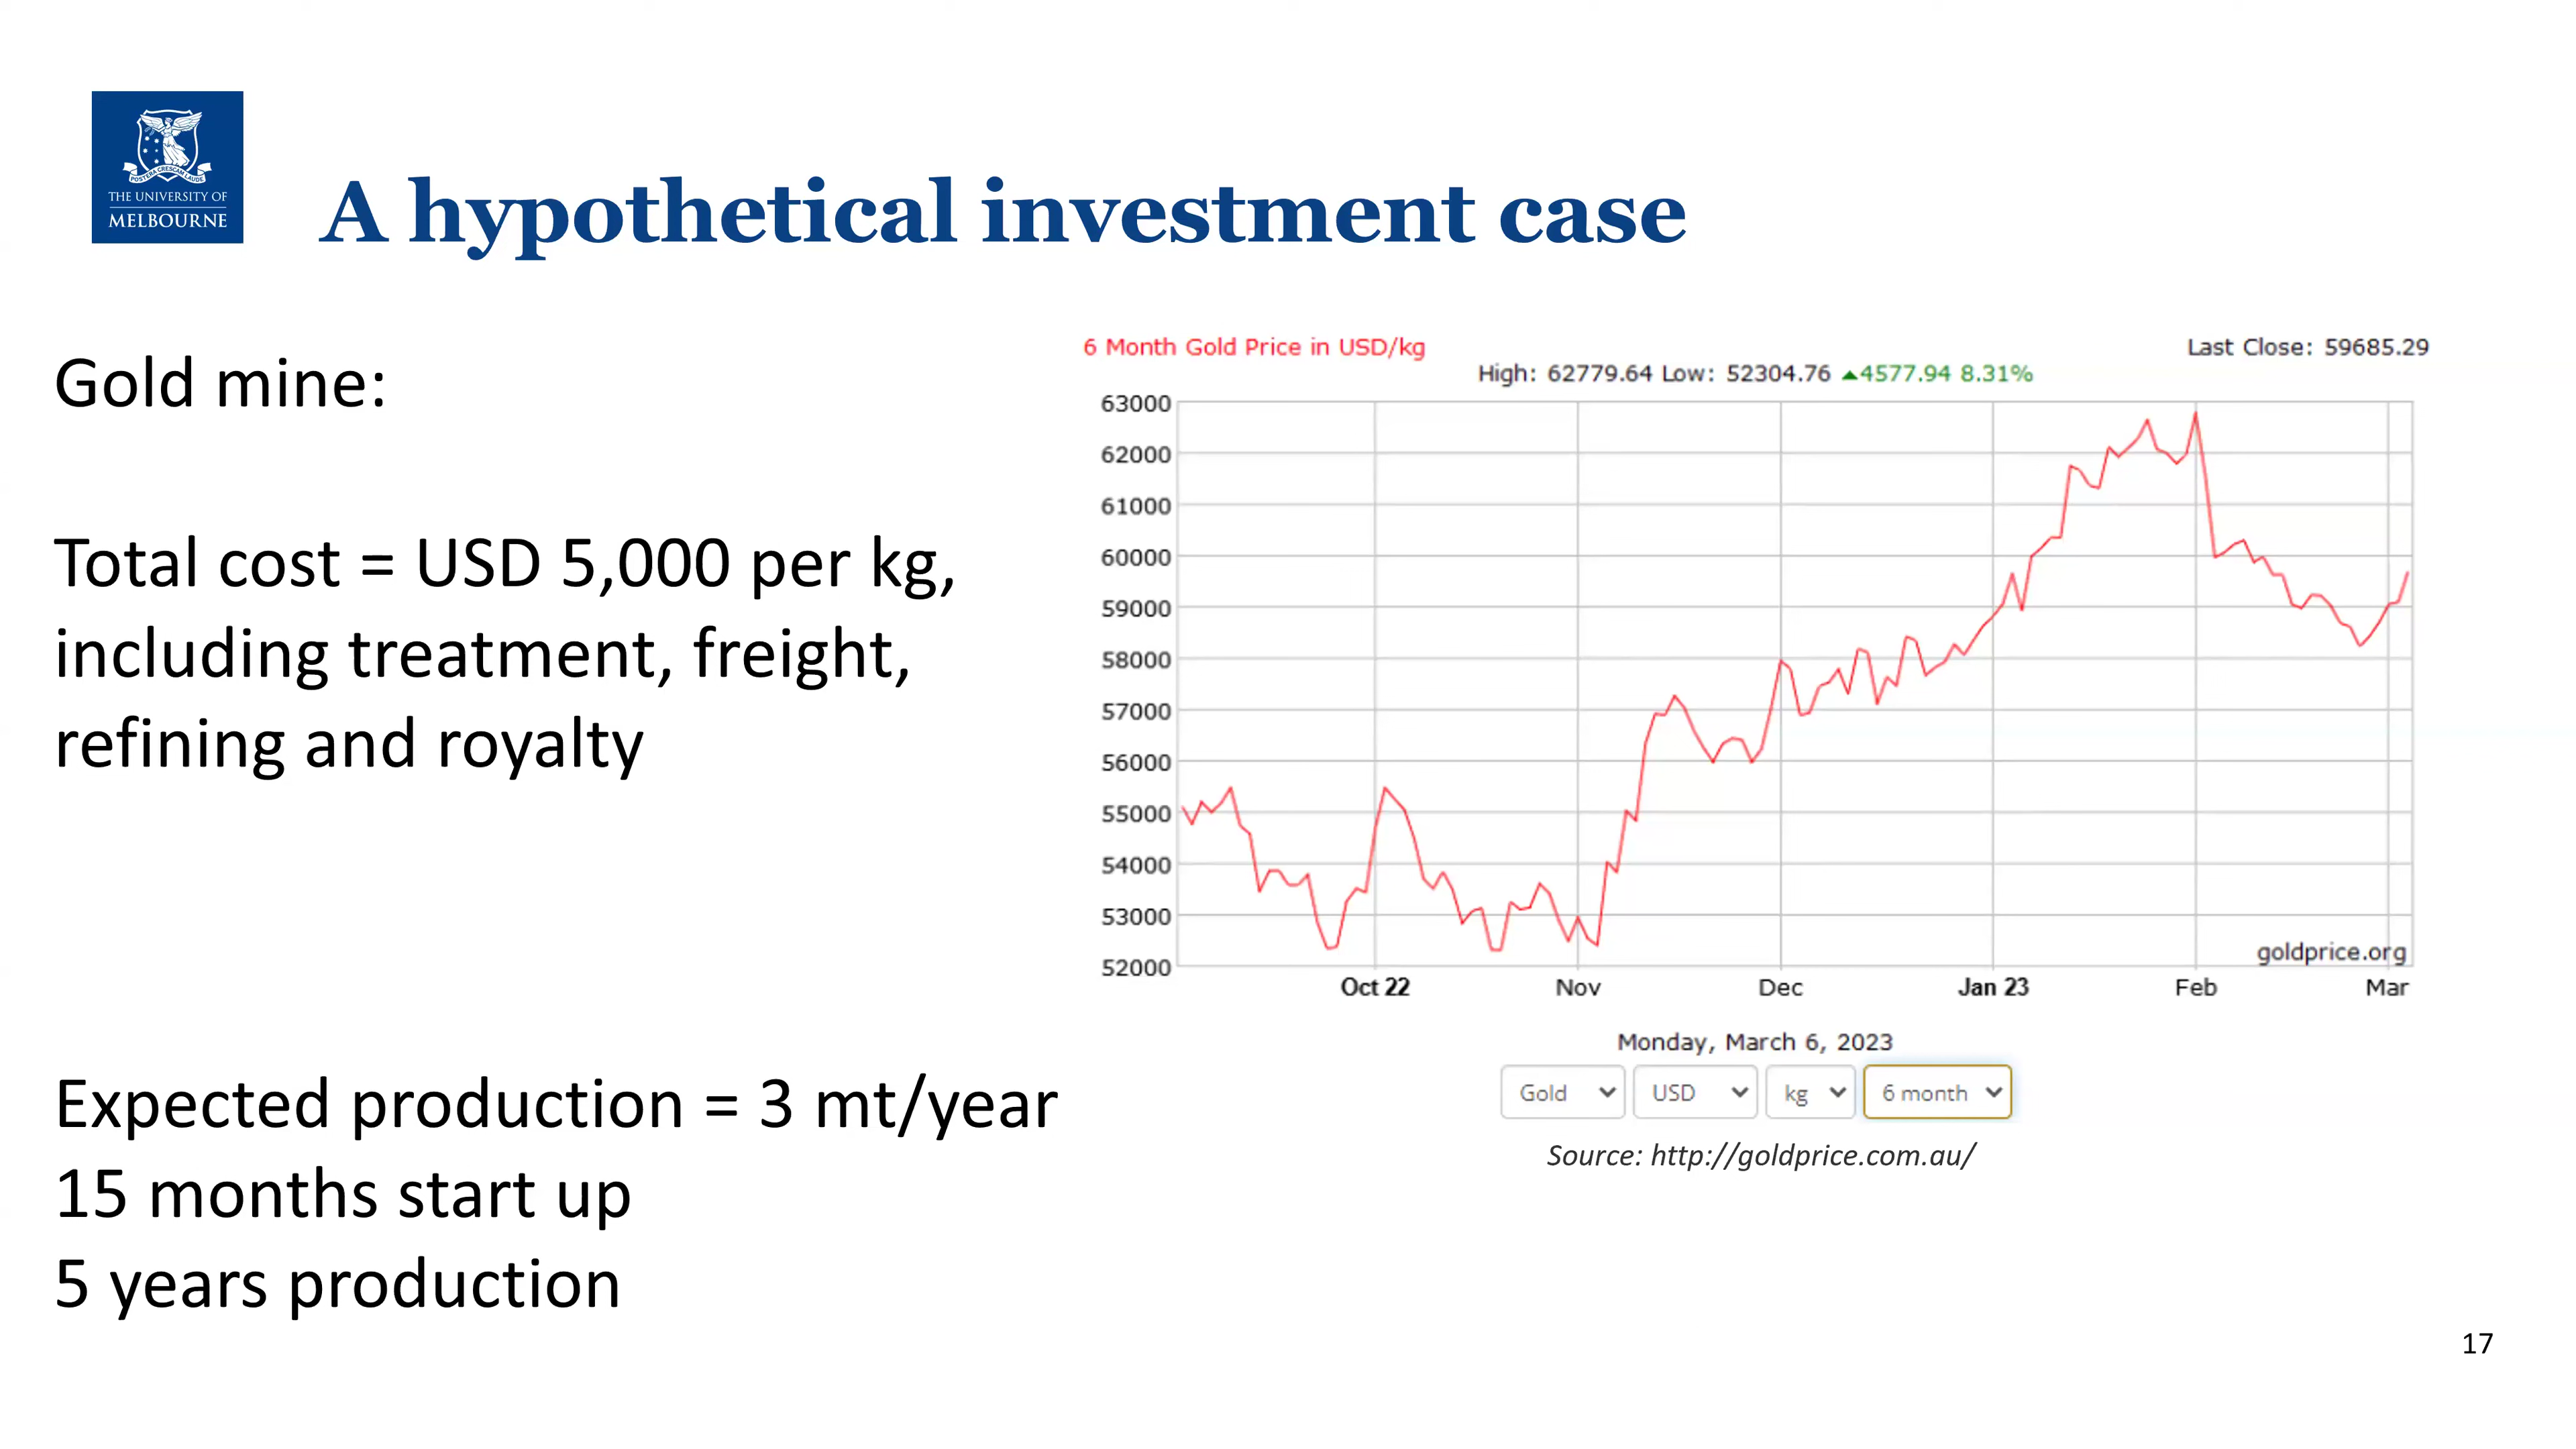 THE UNIVERSITY OF
MELBOURNE
A hypothetical investment case
Gold mine:
Total cost = USD 5,000 per kg,
including treatment, freight,
refining and royalty
Expected production = 3 mt/year
15 months start up
5 years production
6 Month Gold Price in USD/kg
Last Close: 59685.29
High: 62779.64 Low: 52304.76 ▲4577.94 8.31%
63000
62000
61000
60000
59000
58000
57000
56000
55000
54000
53000
52000
goldprice.org
Oct 22 Nov Dec Jan 23 Feb Mar
Monday, March 6, 2023
Gold USD kg 6 month
Source: http://goldprice.com.au/
17